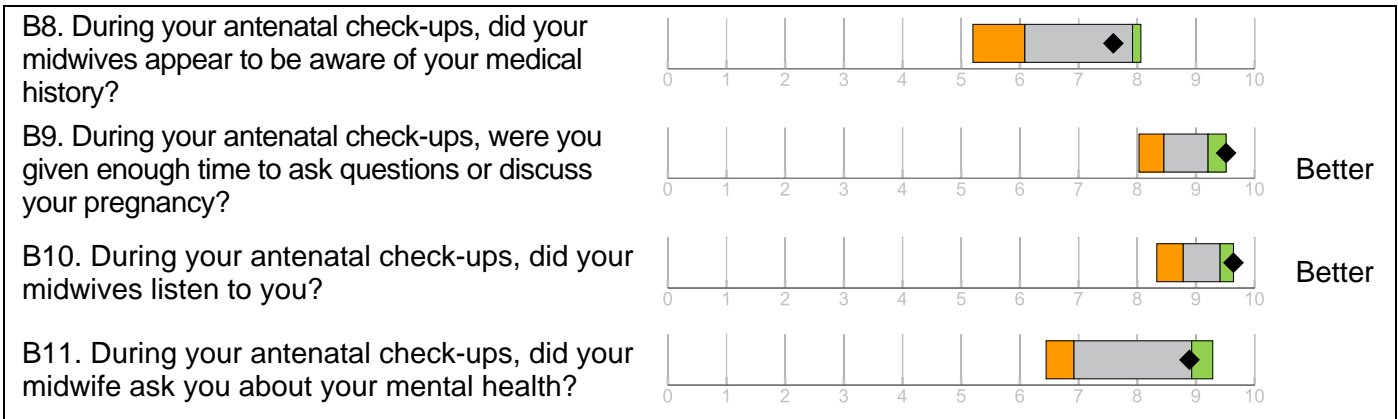 B8. During your antenatal check-ups, did your
midwives appear to be aware of your medical
history?
0 1 2 3 4 5 6 7 8 9 10
B9. During your antenatal check-ups, were you
given enough time to ask questions or discuss
your pregnancy?
0 1 2 3 4 5 6 7 8 9 10
Better
B10. During your antenatal check-ups, did your
midwives listen to you?
0 1 2 3 4 5 6 7 8 9 10
Better
B11. During your antenatal check-ups, did your
midwife ask you about your mental health?
0 1 2 3 4 5 6 7 8 9 10